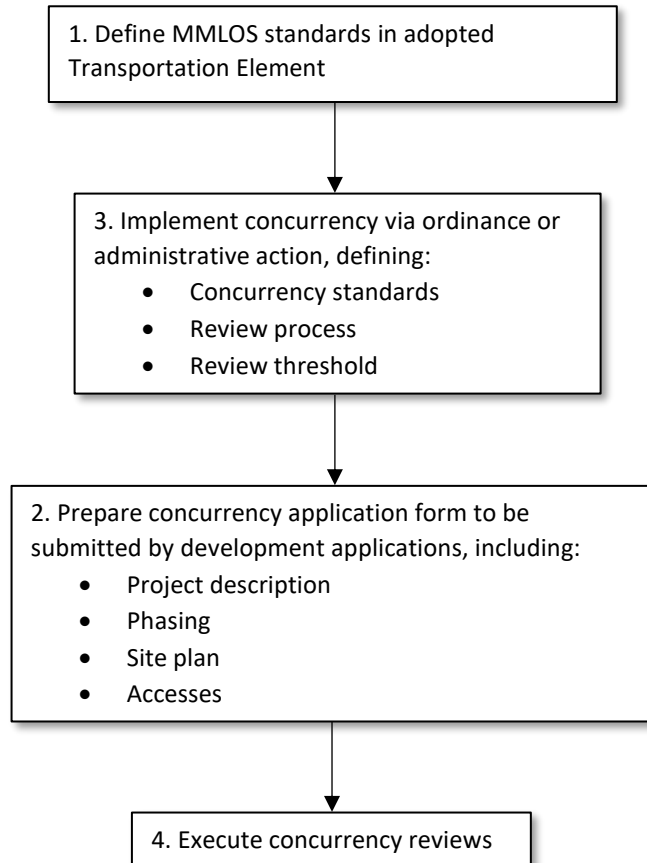 1. Define MMLOS standards in adopted
Transportation Element
3. Implement concurrency via ordinance or
administrative action, defining:
• Concurrency standards
• Review process
• Review threshold
2. Prepare concurrency application form to be
submitted by development applications, including:
• Project description
• Phasing
• Site plan
• Accesses
4. Execute concurrency reviews